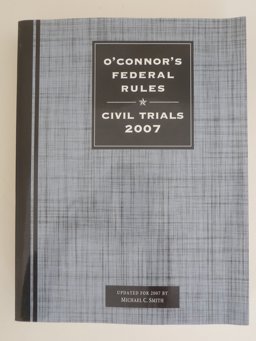 O'CONNOR'S
FEDERAL
RULES
CIVIL TRIALS
2007
UPDATED FOR 2007 BY
MICHAEL C. SMITH